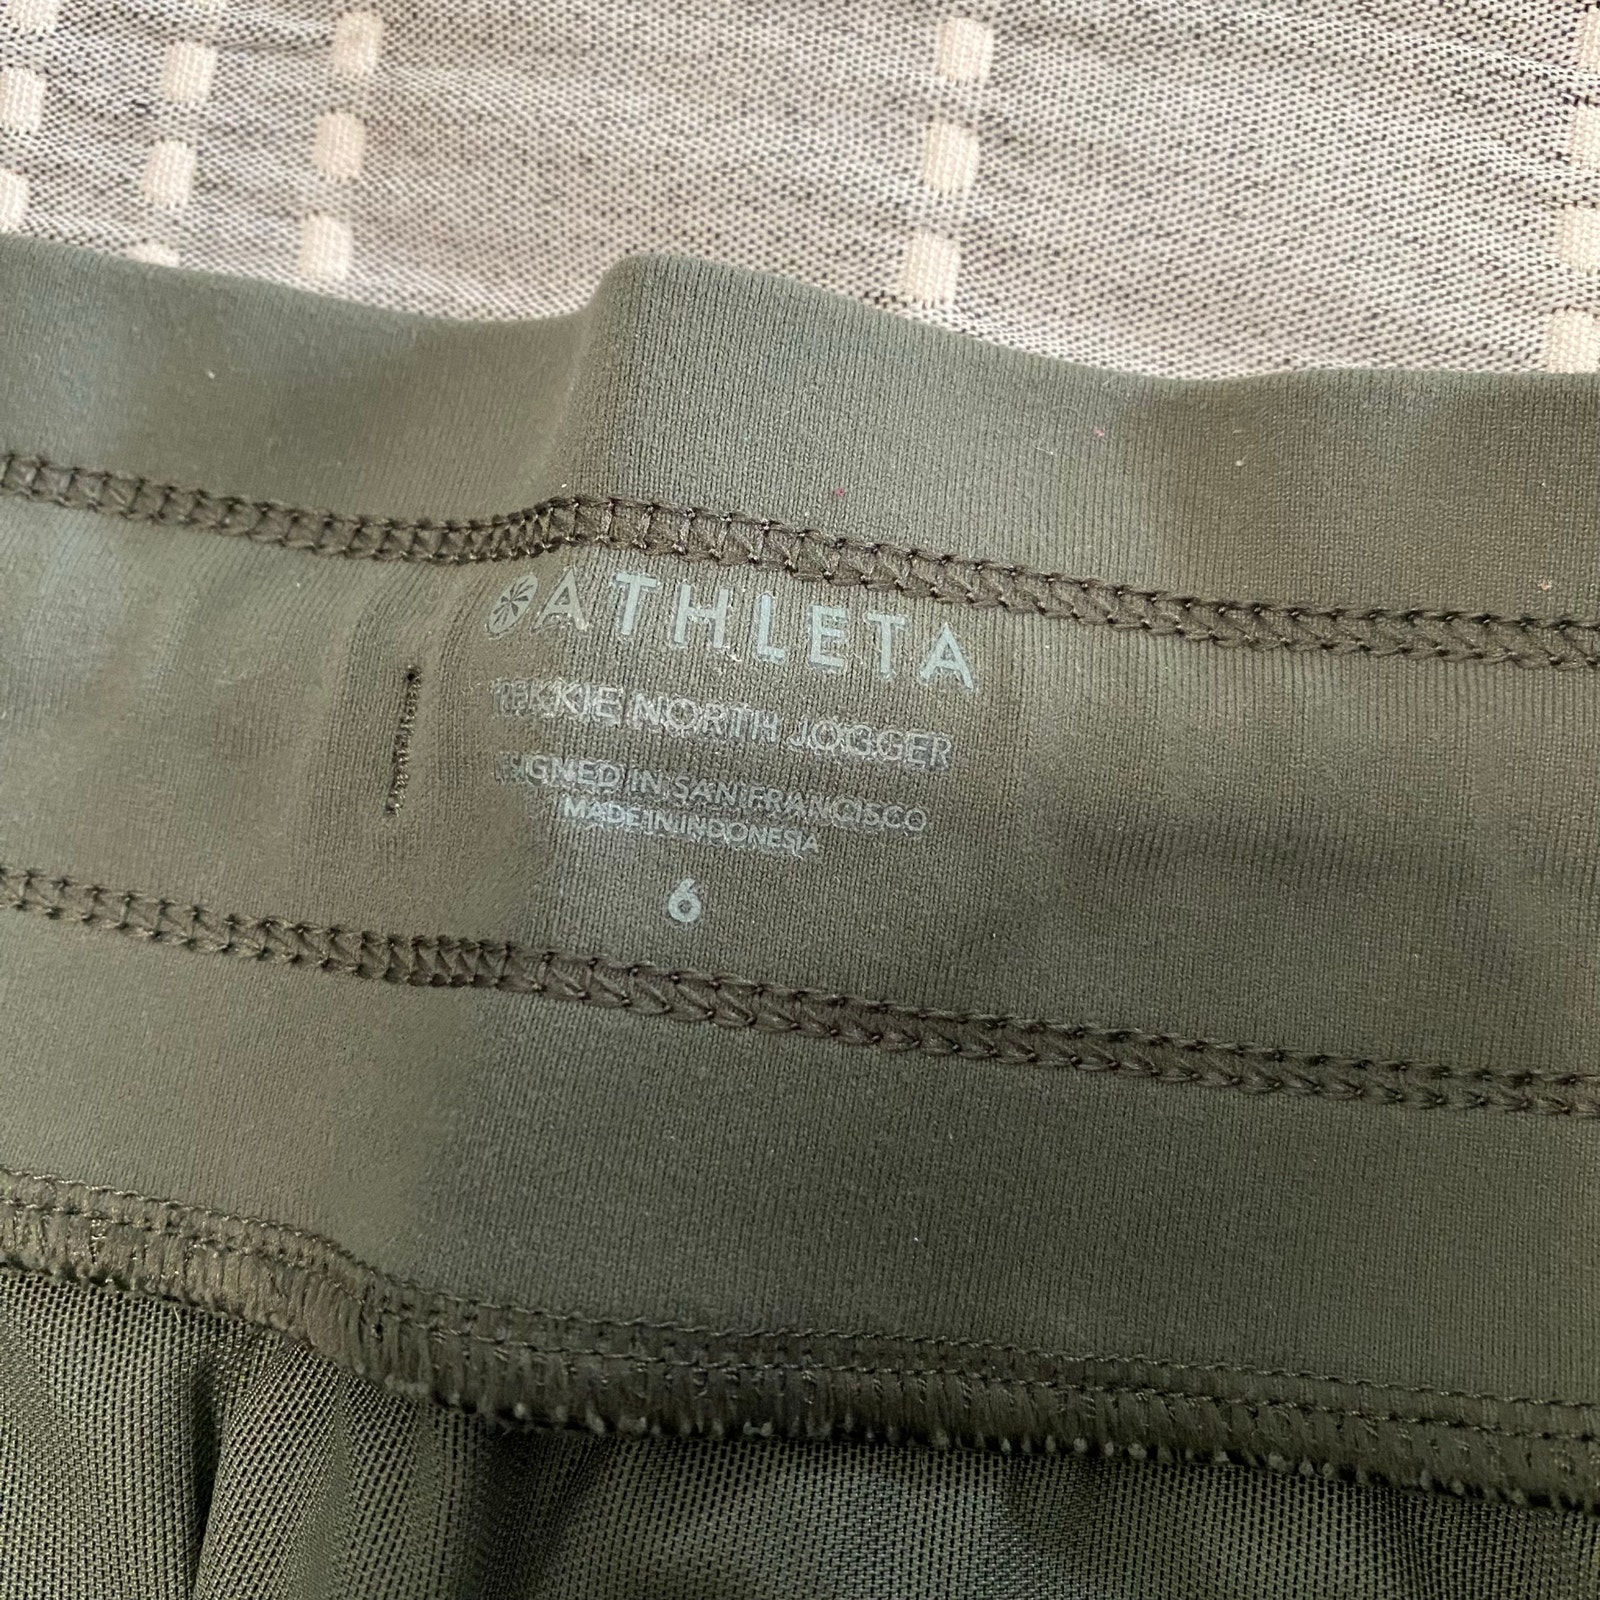 ATHLETA
TREKKIE NORTH JOGGER
DESIGNED IN SAN FRANCISCO
MADE IN INDONESIA
6